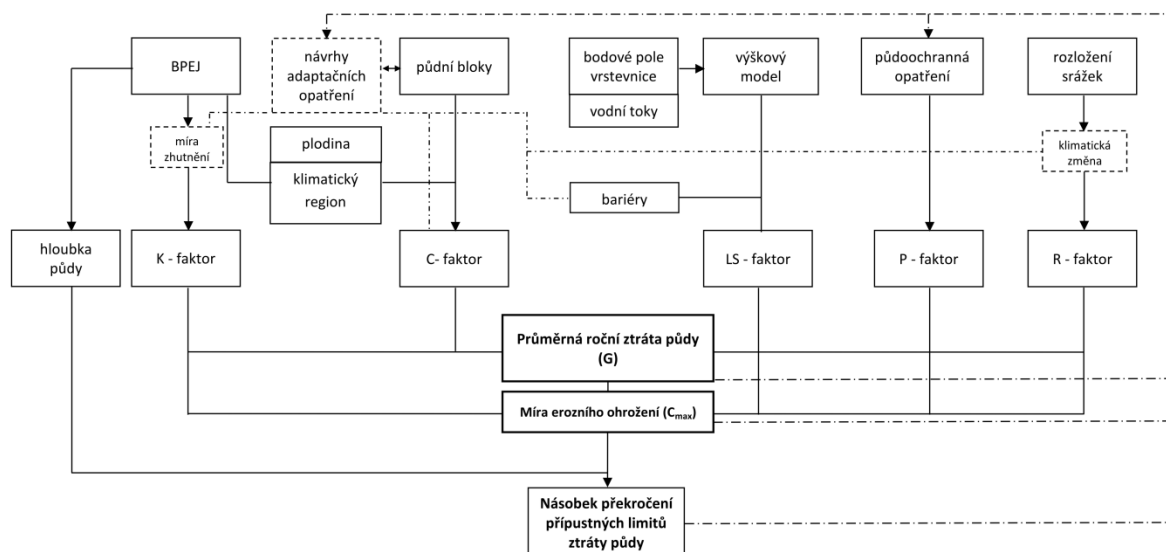 BPEJ
návrhy
adaptačních
opatření
půdní bloky
bodové pole
vrstevnice
vodní toky
výškový
model
půdoochranná
opatření
rozložení
srážek
míra
zhutnění
plodina
klimatický
region
bariéry
klimatická
změna
hloubka
půdy
K - faktor
C- faktor
LS - faktor
P - faktor
R - faktor
Průměrná roční ztráta půdy
(G)
Míra erozního ohrožení (Cmax)
Násobek překročení
přípustných limitů
ztráty půdy